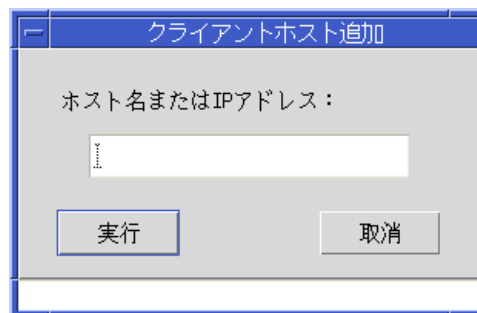 クライアントホスト追加
ホスト名またはIPアドレス：
実行
取消